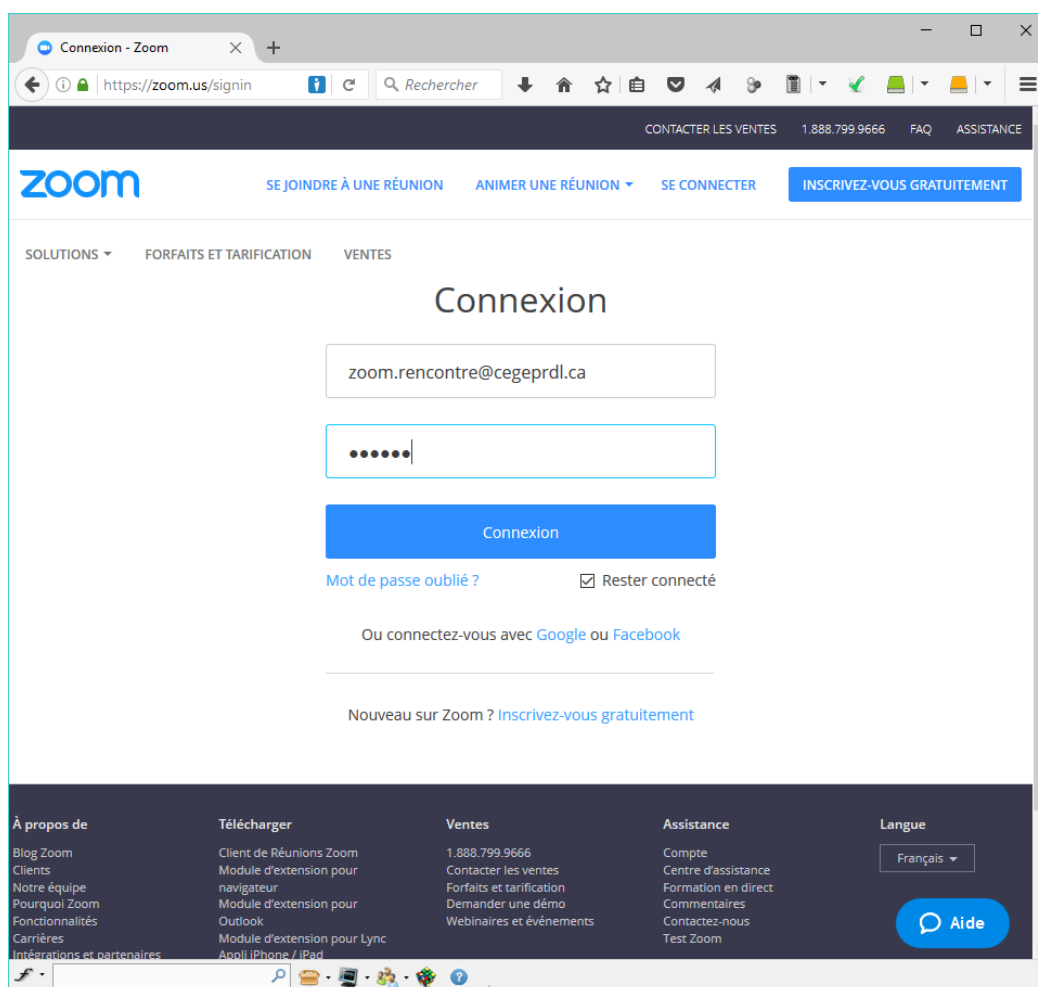 Connexion - Zoom
https://zoom.us/signin
Rechercher
CONTACTER LES VENTES 1.888.799.9666 FAQ ASSISTANCE
zoom
SE JOINDRE À UNE RÉUNION ANIMER UNE RÉUNION SE CONNECTER INSCRIVEZ-VOUS GRATUITEMENT
SOLUTIONS FORFAITS ET TARIFICATION VENTES
Connexion
zoom.rencontre@cegeprdl.ca
••••••
Connexion
Mot de passe oublié ? Rester connecté
Ou connectez-vous avec Google ou Facebook
Nouveau sur Zoom ? Inscrivez-vous gratuitement
À propos de
Blog Zoom
Clients
Notre équipe
Pourquoi Zoom
Fonctionnalités
Carrières
Intégrations et partenaires
Télécharger
Client de Réunions Zoom
Module d'extension pour
navigateur
Module d'extension pour
Outlook
Module d'extension pour Lync
Appli iPhone / iPad
Ventes
1.888.799.9666
Contacter les ventes
Forfaits et tarification
Demander une démo
Webinaires et événements
Assistance
Compte
Centre d'assistance
Formation en direct
Commentaires
Contactez-nous
Test Zoom
Langue
Français
Aide